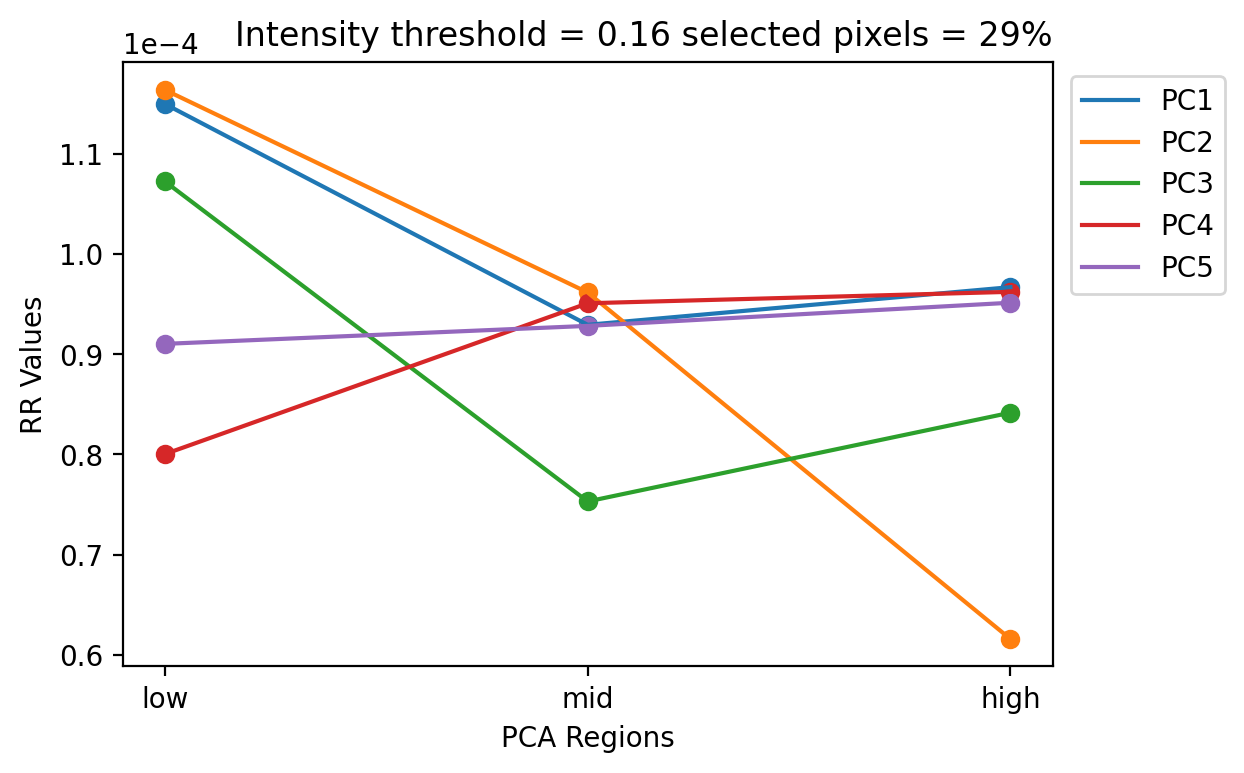 Intensity threshold = 0.16 selected pixels = 29%
1e−4
1.1
1.0
0.9
0.8
0.7
0.6
RR Values
low
mid
high
PCA Regions
PC1
PC2
PC3
PC4
PC5